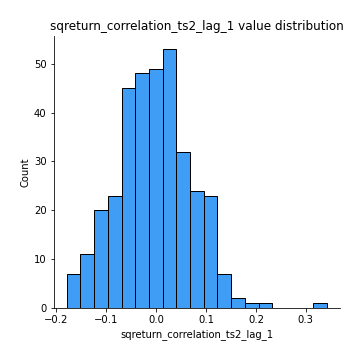 sqreturn_correlation_ts2_lag_1 value distribution
50
40
30
20
10
0
Count
−0.2 −0.1 0.0 0.1 0.2 0.3
sqreturn_correlation_ts2_lag_1